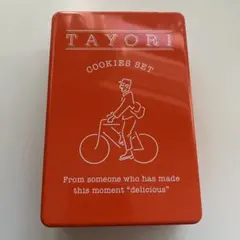 TAYORI
COOKIES SET
From someone who has made
this moment "delicious"